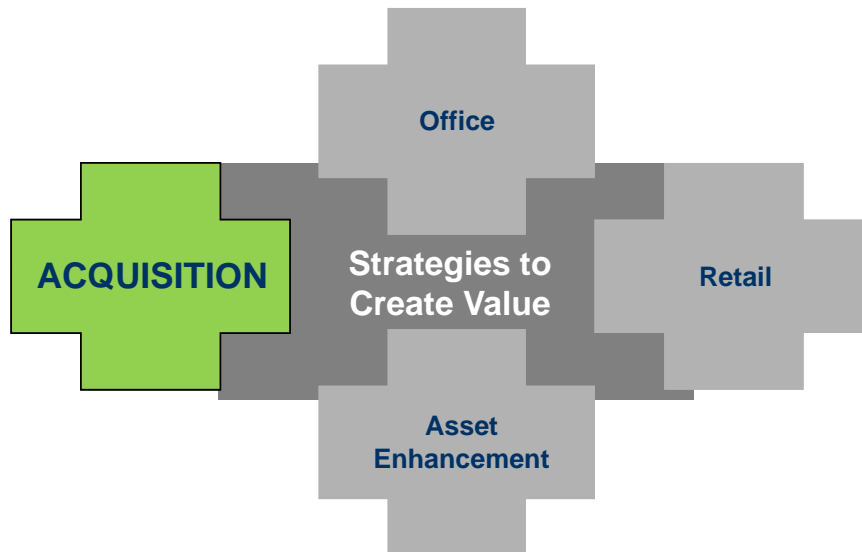 Office
ACQUISITION
Strategies to
Create Value
Retail
Asset
Enhancement